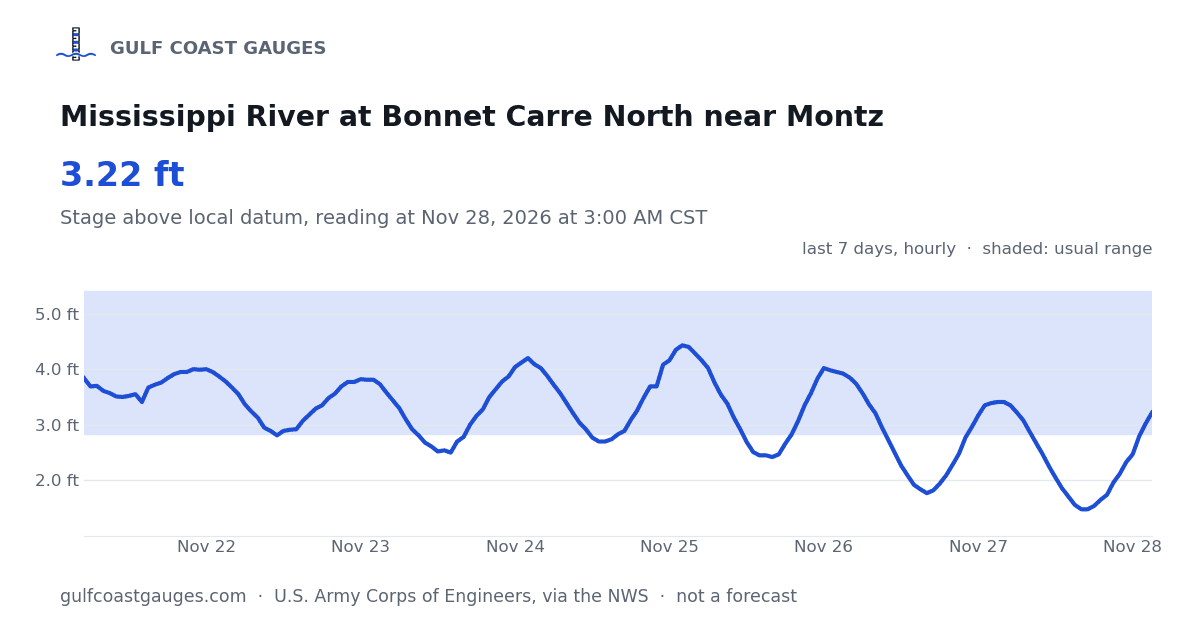 GULF COAST GAUGES
Mississippi River at Bonnet Carre North near Montz
3.22 ft
Stage above local datum, reading at Nov 28, 2026 at 3:00 AM CST
last 7 days, hourly · shaded: usual range
5.0 ft
4.0 ft
3.0 ft
2.0 ft
Nov 22 Nov 23 Nov 24 Nov 25 Nov 26 Nov 27 Nov 28
gulfcoastgauges.com · U.S. Army Corps of Engineers, via the NWS · not a forecast